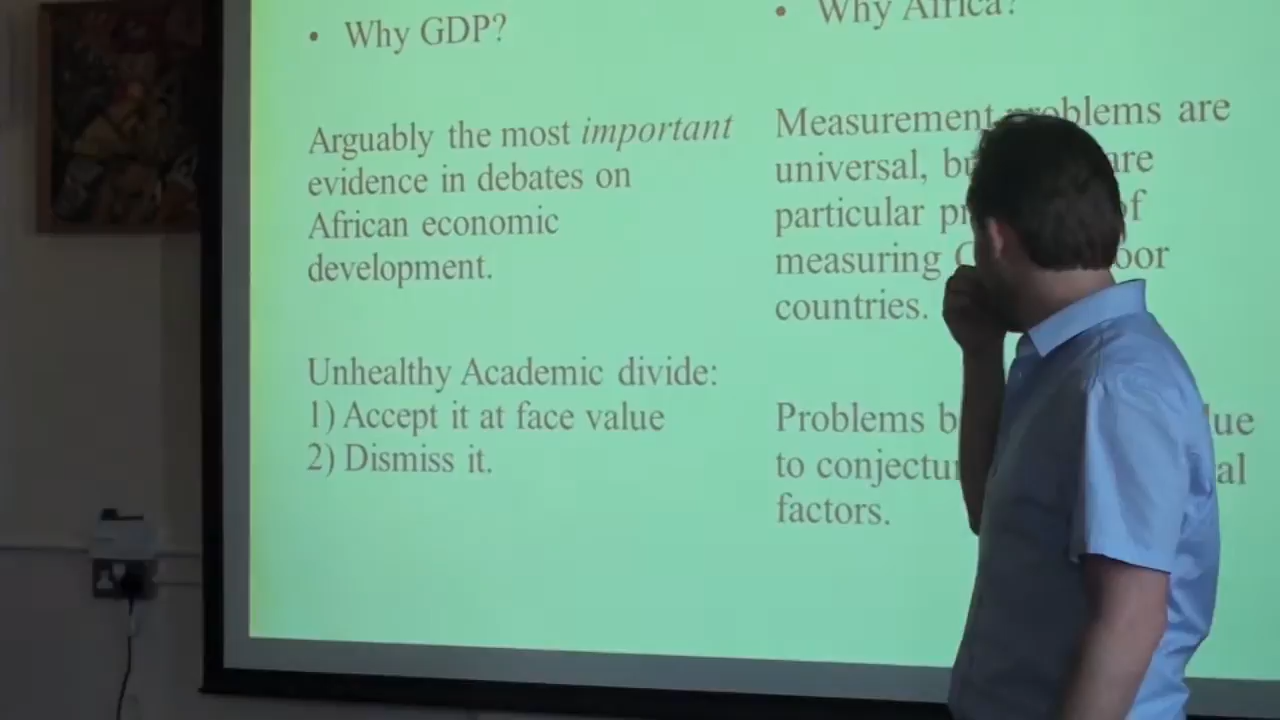 • Why GDP?
Arguably the most important
evidence in debates on
African economic
development.
Unhealthy Academic divide:
1) Accept it at face value
2) Dismiss it.
• Why Africa?
Measurement problems are
universal, are
particular of
measuring
countries.
Problems
to
factors.